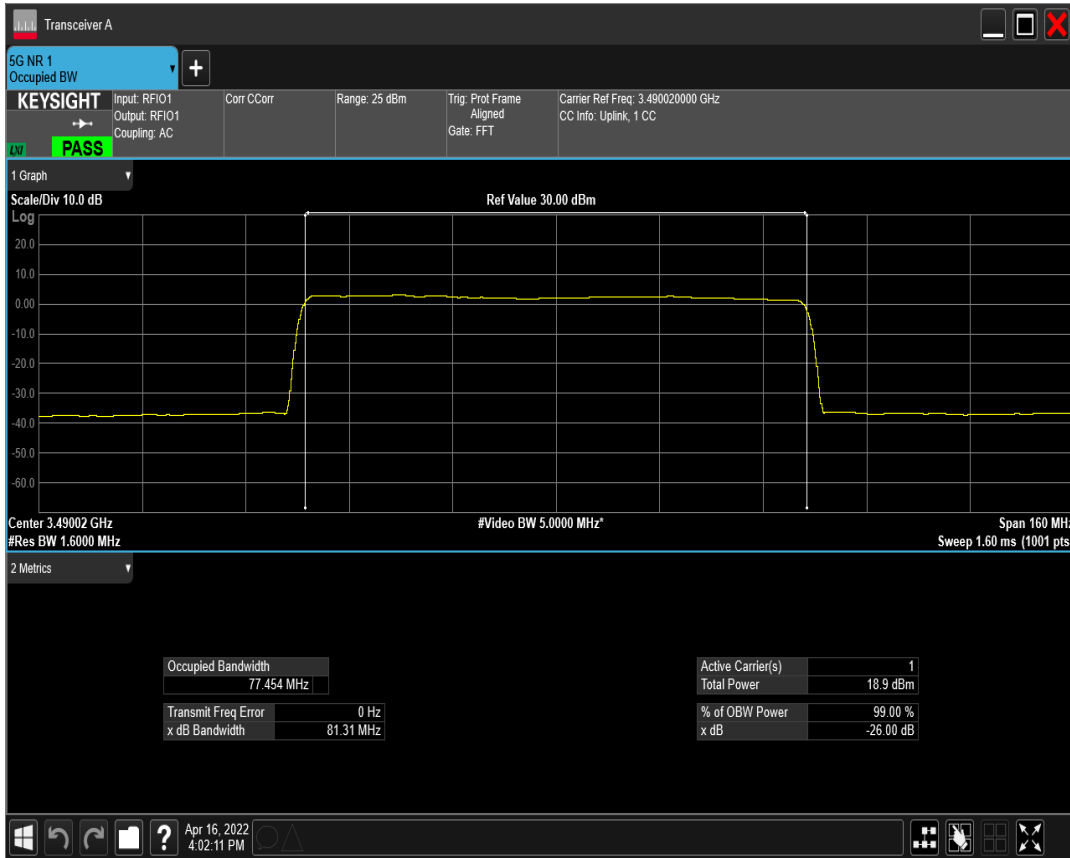 Transceiver A
5G NR 1
Occupied BW
KEYSIGHT
LXI
PASS
Input: RFIO1
Output: RFIO1
Coupling: AC
Corr CCorr
Range: 25 dBm
Trig: Prot Frame
Aligned
Gate: FFT
Carrier Ref Freq: 3.490020000 GHz
CC Info: Uplink, 1 CC
1 Graph
Scale/Div 10.0 dB
Ref Value 30.00 dBm
Log
20.0
10.0
0.00
-10.0
-20.0
-30.0
-40.0
-50.0
-60.0
Center 3.49002 GHz
#Video BW 5.0000 MHz*
Span 160 MHz
#Res BW 1.6000 MHz
Sweep 1.60 ms (1001 pts
2 Metrics
Occupied Bandwidth
77.454 MHz
Transmit Freq Error 0 Hz
x dB Bandwidth 81.31 MHz
Active Carrier(s) 1
Total Power 18.9 dBm
% of OBW Power 99.00 %
x dB -26.00 dB
?
Apr 16, 2022
4:02:11 PM